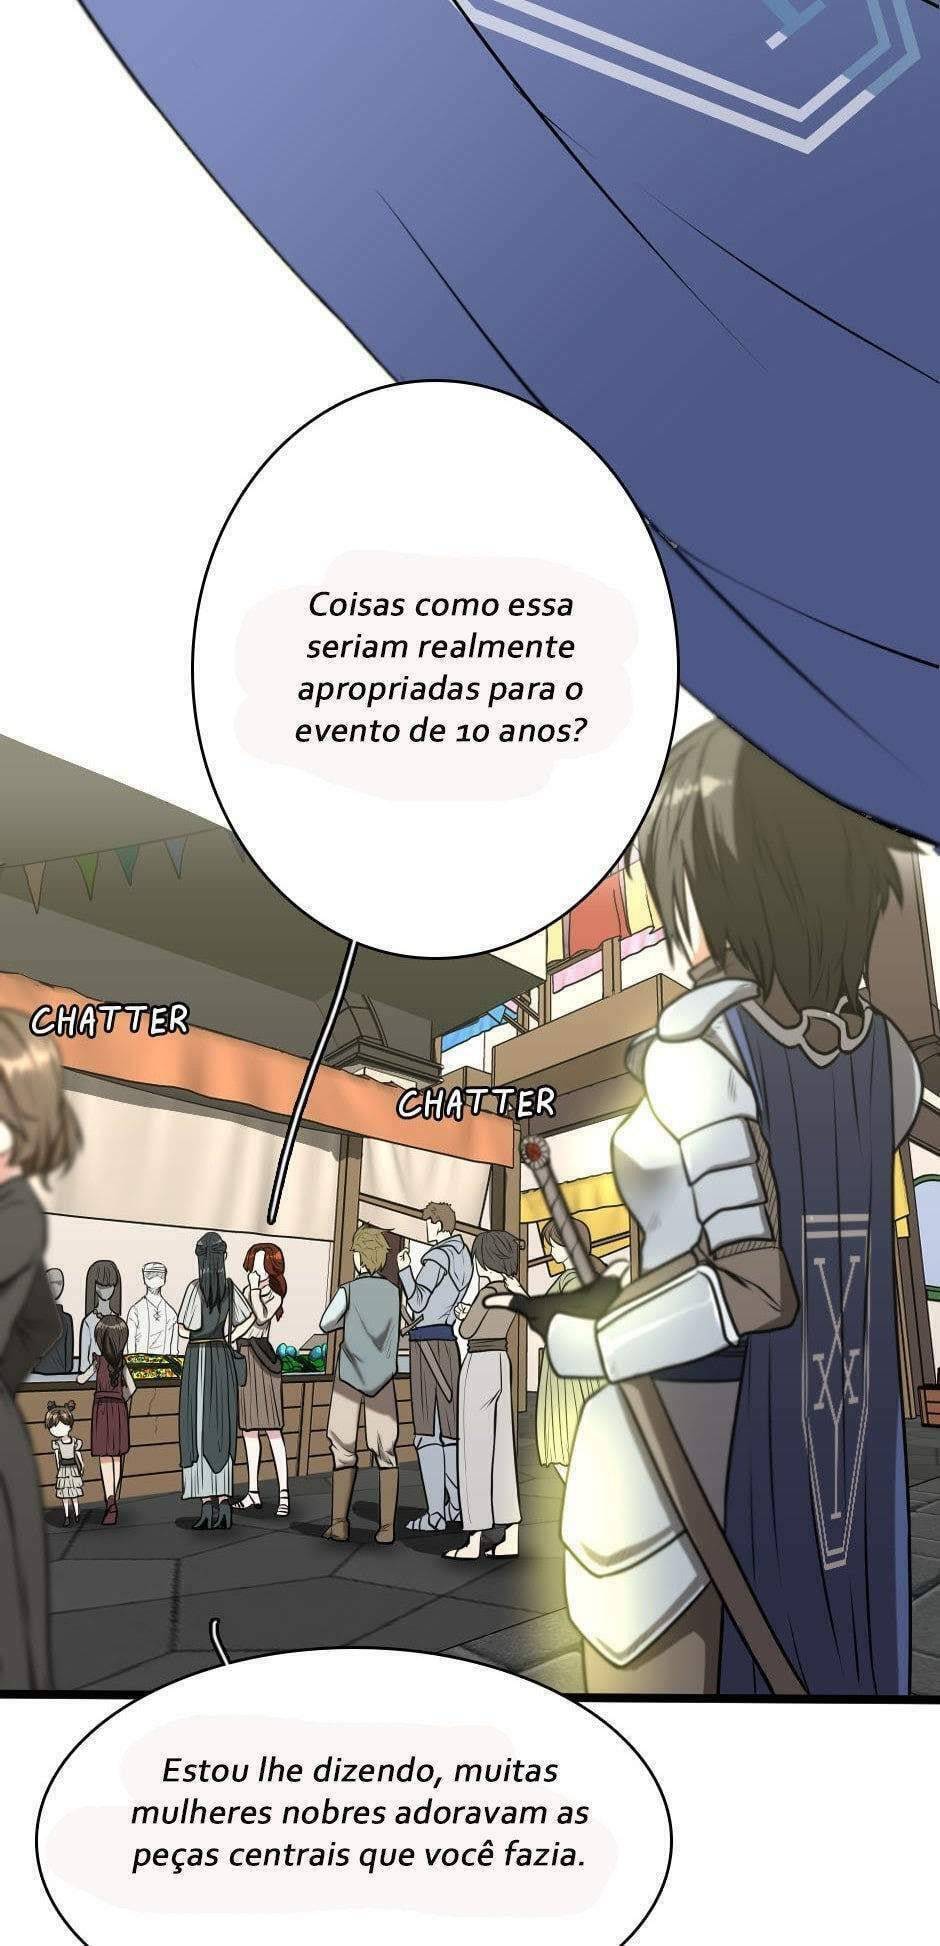 Coisas como essa
seriam realmente
apropriadas para o
evento de 10 anos?
CHATTER
CHATTER
Estou lhe dizendo, muitas
mulheres nobres adoravam as
peças centrais que você fazia.